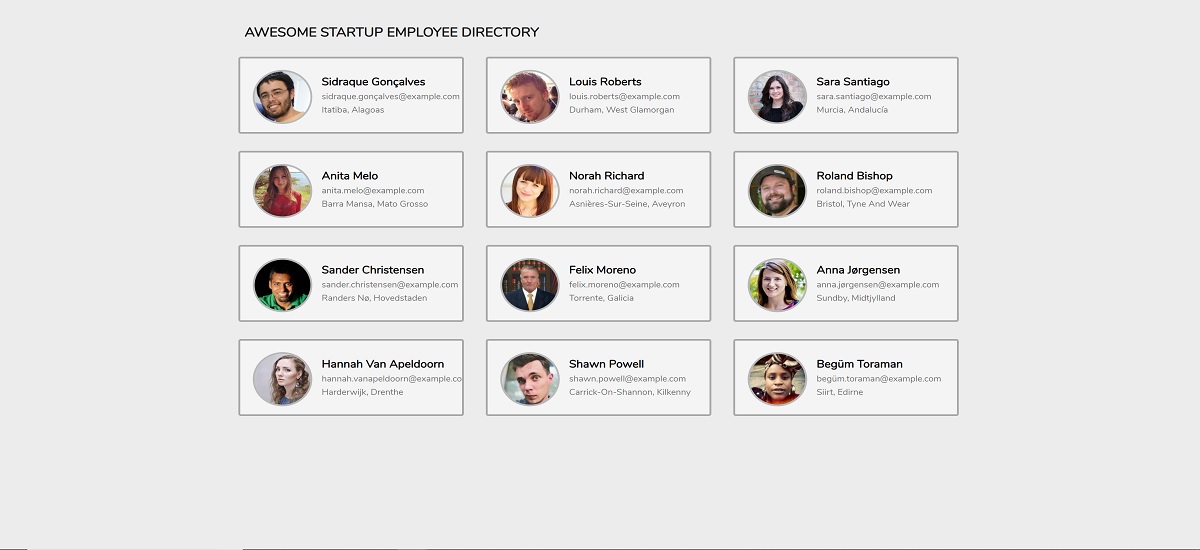 AWESOME STARTUP EMPLOYEE DIRECTORY
Sidraque Gonçalves
sidraque.gonçalves@example.com
Itatiba, Alagoas
Louis Roberts
louis.roberts@example.com
Durham, West Glamorgan
Sara Santiago
sara.santiago@example.com
Murcia, Andalucía
Anita Melo
anita.melo@example.com
Barra Mansa, Mato Grosso
Norah Richard
norah.richard@example.com
Asnières-Sur-Seine, Aveyron
Roland Bishop
roland.bishop@example.com
Bristol, Tyne And Wear
Sander Christensen
sander.christensen@example.com
Randers Nø, Hovedstaden
Felix Moreno
felix.moreno@example.com
Torrente, Galicia
Anna Jørgensen
anna.jørgensen@example.com
Sundby, Midtjylland
Hannah Van Apeldoorn
hannah.vanapeldoorn@example.co
Harderwijk, Drenthe
Shawn Powell
shawn.powell@example.com
Carrick-On-Shannon, Kilkenny
Begüm Toraman
begüm.toraman@example.com
Siirt, Edirne